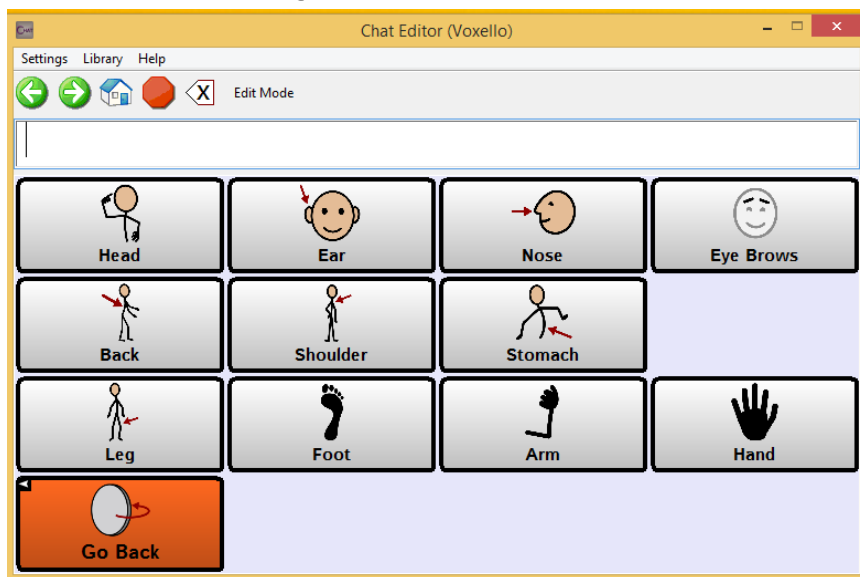 Chat Editor (Voxello)
Settings Library Help
X Edit Mode
Head Ear Nose Eye Brows
Back Shoulder Stomach
Leg Foot Arm Hand
Go Back